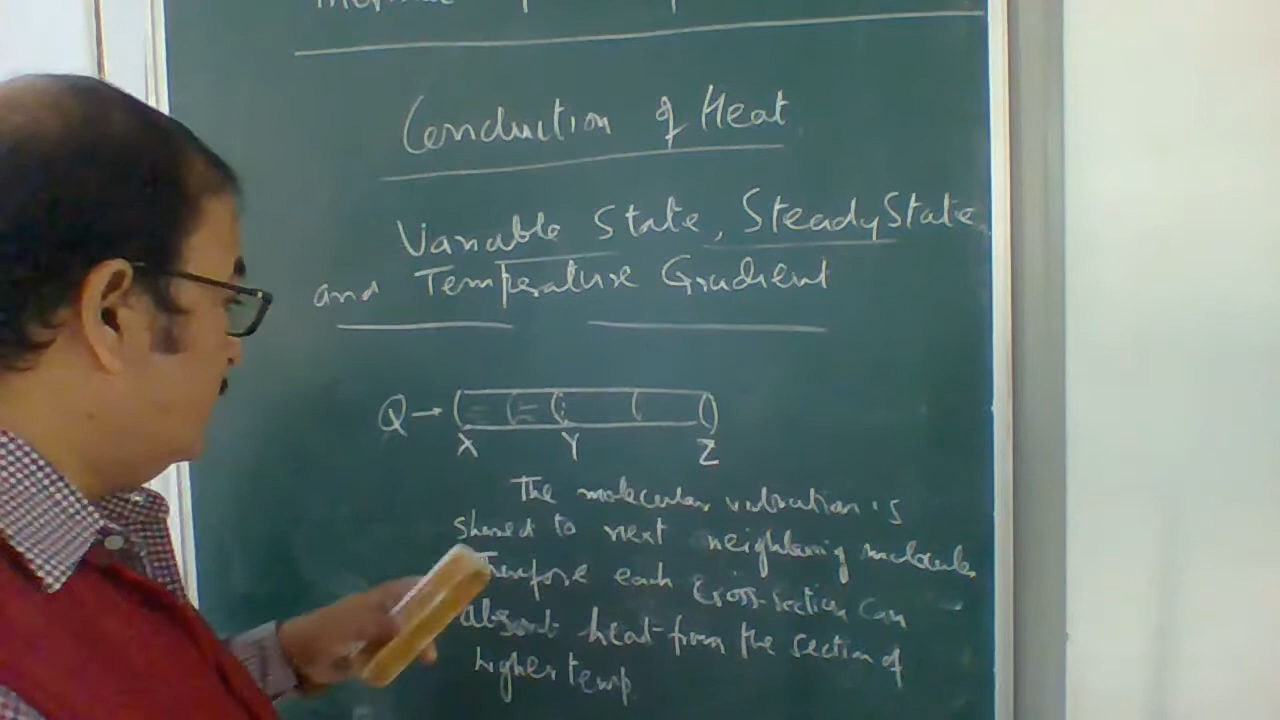 Conduction of Heat
Variable State, Steady State
and Temperature Gradient
Q →
X Y Z
The molecular vibration is
shared to next neighbouring molecules
Therefore each cross-section can
absorb heat from the section of
higher temp.